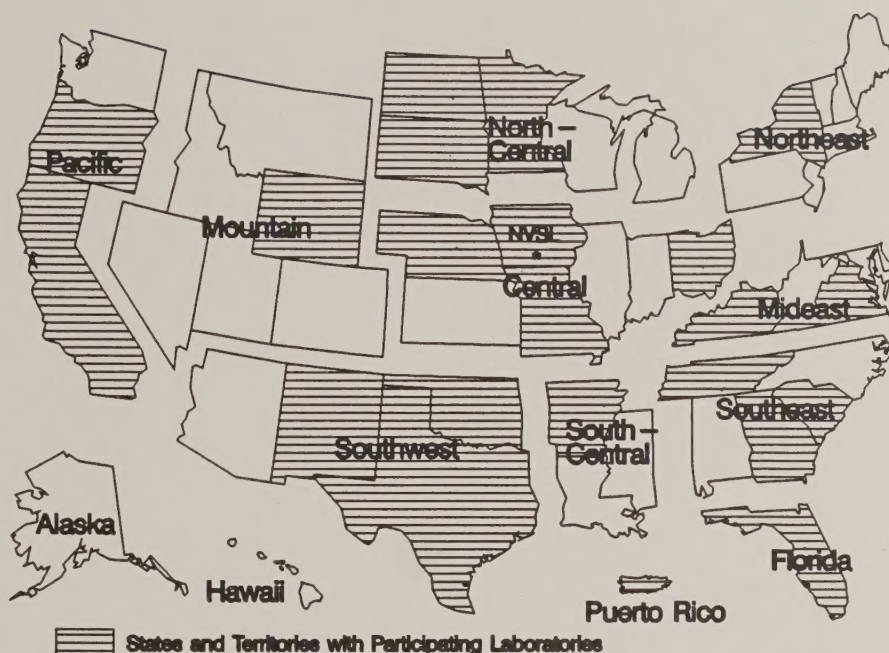 North –
Central
Northeast
Pacific
Mountain
NVSL
*
Central
Mideast
Southeast
South –
Central
Southwest
Alaska
Hawaii
Florida
Puerto Rico
States and Territories with Participating Laboratories